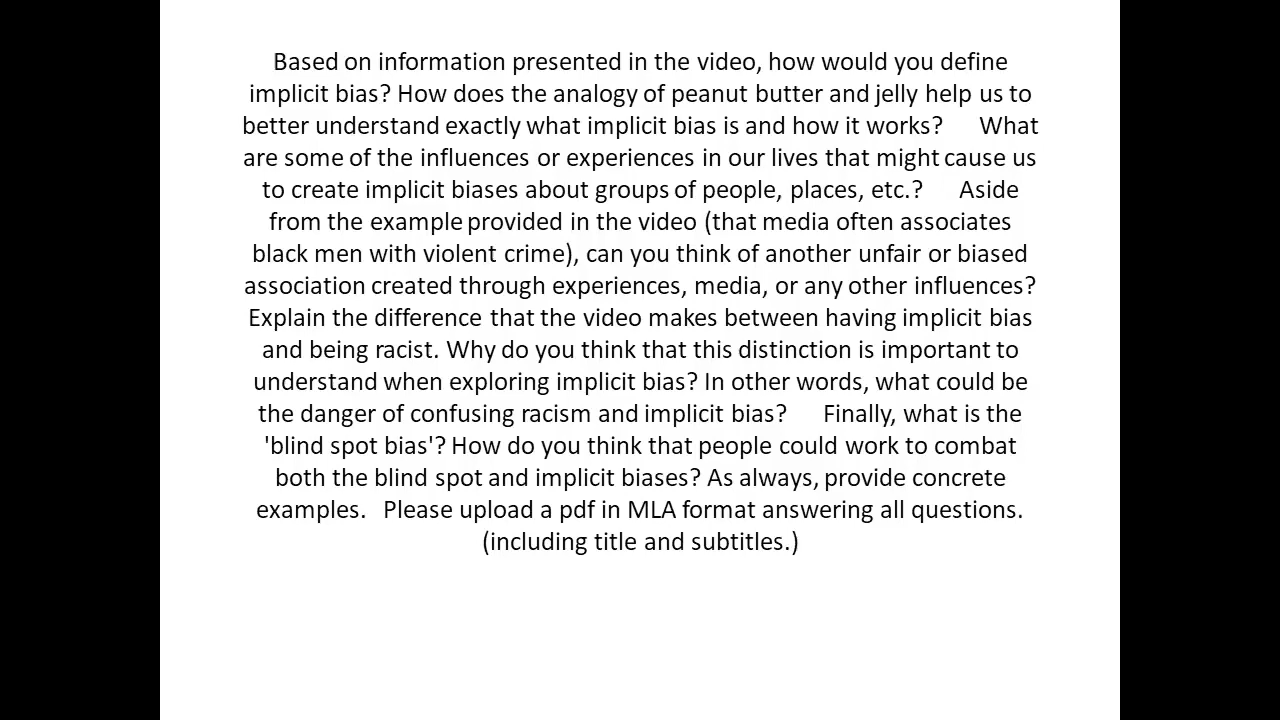 Based on information presented in the video, how would you define
implicit bias? How does the analogy of peanut butter and jelly help us to
better understand exactly what implicit bias is and how it works? What
are some of the influences or experiences in our lives that might cause us
to create implicit biases about groups of people, places, etc.? Aside
from the example provided in the video (that media often associates
black men with violent crime), can you think of another unfair or biased
association created through experiences, media, or any other influences?
Explain the difference that the video makes between having implicit bias
and being racist. Why do you think that this distinction is important to
understand when exploring implicit bias? In other words, what could be
the danger of confusing racism and implicit bias? Finally, what is the
'blind spot bias'? How do you think that people could work to combat
both the blind spot and implicit biases? As always, provide concrete
examples. Please upload a pdf in MLA format answering all questions.
(including title and subtitles.)